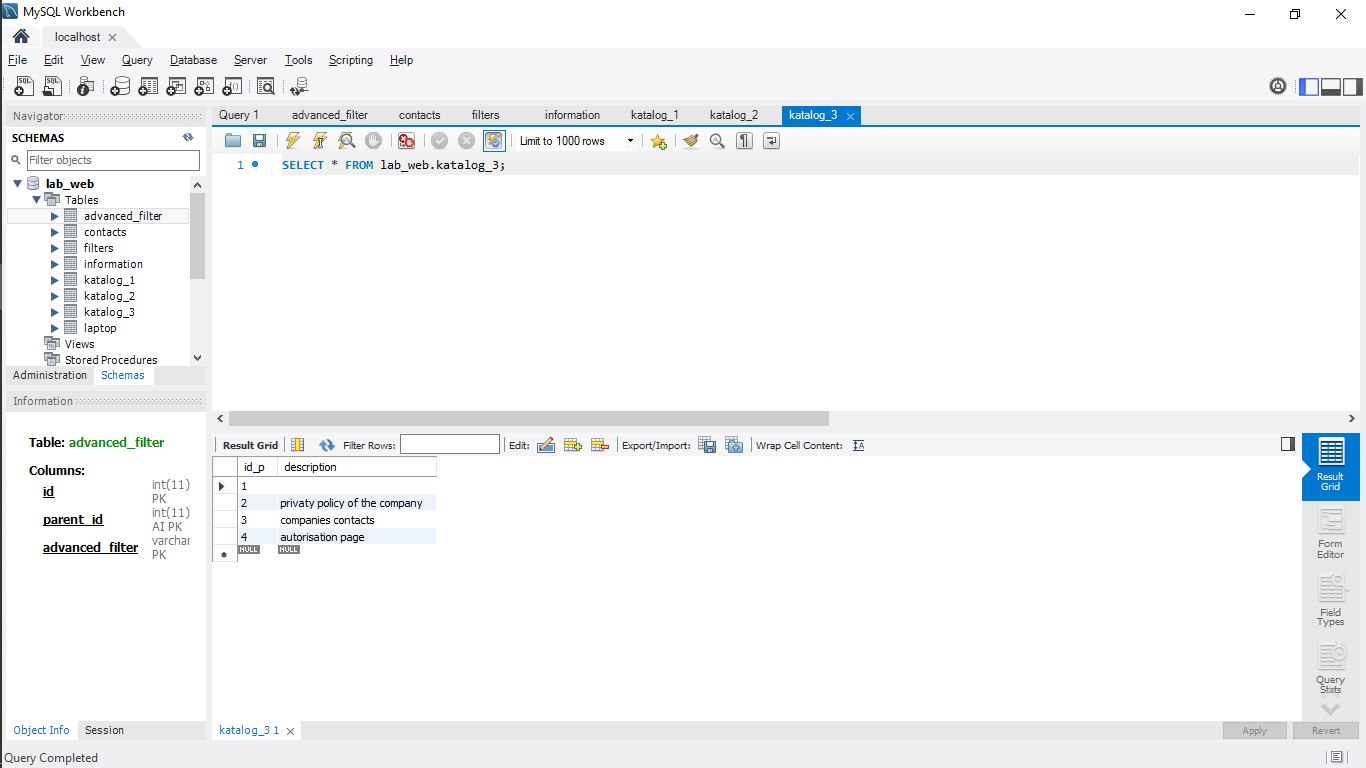 MySQL Workbench
localhost
File Edit View Query Database Server Tools Scripting Help
Navigator
SCHEMAS
Filter objects
lab_web
Tables
advanced_filter
contacts
filters
information
katalog_1
katalog_2
katalog_3
laptop
Views
Stored Procedures
Administration Schemas
Information
Table: advanced_filter
Columns:
id int(11) PK
parent_id int(11) AI PK
advanced_filter varchar PK
Object Info Session
Query 1 advanced_filter contacts filters information katalog_1 katalog_2 katalog_3
Limit to 1000 rows
1 SELECT * FROM lab_web.katalog_3;
Result Grid Filter Rows: Edit: Export/Import: Wrap Cell Content:
id_p description
1
2 privaty policy of the company
3 companies contacts
4 autorisation page
NULL NULL
Result Grid
Form Editor
Field Types
Query Stats
katalog_3 1
Apply Revert
Query Completed